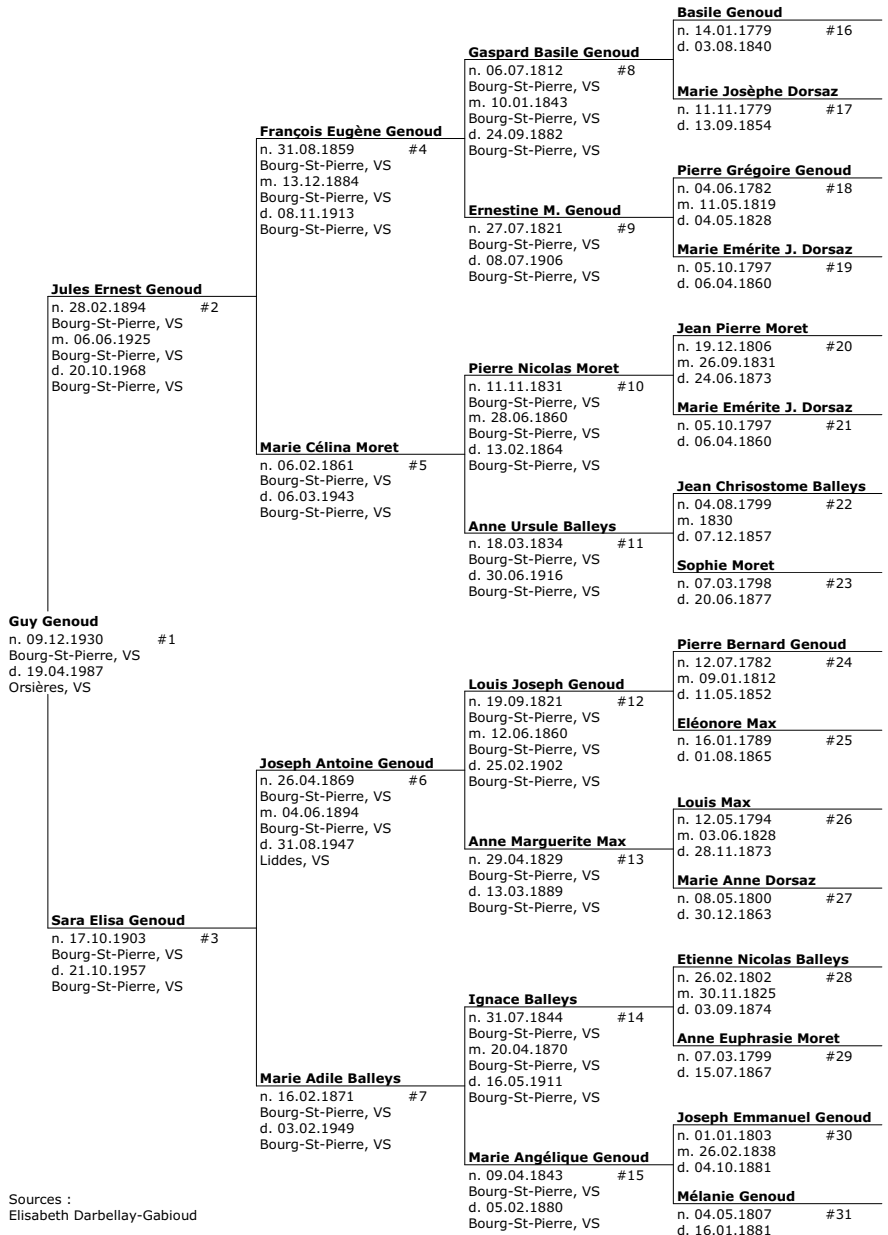 Guy Genoud
n. 09.12.1930 #1
Bourg-St-Pierre, VS
d. 19.04.1987
Orsières, VS
Jules Ernest Genoud
n. 28.02.1894 #2
Bourg-St-Pierre, VS
m. 06.06.1925
Bourg-St-Pierre, VS
d. 20.10.1968
Bourg-St-Pierre, VS
Sara Elisa Genoud
n. 17.10.1903 #3
Bourg-St-Pierre, VS
d. 21.10.1957
Bourg-St-Pierre, VS
François Eugène Genoud
n. 31.08.1859 #4
Bourg-St-Pierre, VS
m. 13.12.1884
Bourg-St-Pierre, VS
d. 08.11.1913
Bourg-St-Pierre, VS
Marie Célina Moret
n. 06.02.1861 #5
Bourg-St-Pierre, VS
d. 06.03.1943
Bourg-St-Pierre, VS
Joseph Antoine Genoud
n. 26.04.1869 #6
Bourg-St-Pierre, VS
m. 04.06.1894
Bourg-St-Pierre, VS
d. 31.08.1947
Liddes, VS
Marie Adile Balleys
n. 16.02.1871 #7
Bourg-St-Pierre, VS
d. 03.02.1949
Bourg-St-Pierre, VS
Gaspard Basile Genoud
n. 06.07.1812 #8
Bourg-St-Pierre, VS
m. 10.01.1843
Bourg-St-Pierre, VS
d. 24.09.1882
Bourg-St-Pierre, VS
Ernestine M. Genoud
n. 27.07.1821 #9
Bourg-St-Pierre, VS
d. 08.07.1906
Bourg-St-Pierre, VS
Pierre Nicolas Moret
n. 11.11.1831 #10
Bourg-St-Pierre, VS
m. 28.06.1860
Bourg-St-Pierre, VS
d. 13.02.1864
Bourg-St-Pierre, VS
Anne Ursule Balleys
n. 18.03.1834 #11
Bourg-St-Pierre, VS
d. 30.06.1916
Bourg-St-Pierre, VS
Louis Joseph Genoud
n. 19.09.1821 #12
Bourg-St-Pierre, VS
m. 12.06.1860
Bourg-St-Pierre, VS
d. 25.02.1902
Bourg-St-Pierre, VS
Anne Marguerite Max
n. 29.04.1829 #13
Bourg-St-Pierre, VS
d. 13.03.1889
Bourg-St-Pierre, VS
Ignace Balleys
n. 31.07.1844 #14
Bourg-St-Pierre, VS
m. 20.04.1870
Bourg-St-Pierre, VS
d. 16.05.1911
Bourg-St-Pierre, VS
Marie Angélique Genoud
n. 09.04.1843 #15
Bourg-St-Pierre, VS
d. 05.02.1880
Bourg-St-Pierre, VS
Basile Genoud
n. 14.01.1779 #16
d. 03.08.1840
Marie Josèphe Dorsaz
n. 11.11.1779 #17
d. 13.09.1854
Pierre Grégoire Genoud
n. 04.06.1782 #18
m. 11.05.1819
d. 04.05.1828
Marie Emérite J. Dorsaz
n. 05.10.1797 #19
d. 06.04.1860
Jean Pierre Moret
n. 19.12.1806 #20
m. 26.09.1831
d. 24.06.1873
Marie Emérite J. Dorsaz
n. 05.10.1797 #21
d. 06.04.1860
Jean Chrisostome Balleys
n. 04.08.1799 #22
m. 1830
d. 07.12.1857
Sophie Moret
n. 07.03.1798 #23
d. 20.06.1877
Pierre Bernard Genoud
n. 12.07.1782 #24
m. 09.01.1812
d. 11.05.1852
Eléonore Max
n. 16.01.1789 #25
d. 01.08.1865
Louis Max
n. 12.05.1794 #26
m. 03.06.1828
d. 28.11.1873
Marie Anne Dorsaz
n. 08.05.1800 #27
d. 30.12.1863
Etienne Nicolas Balleys
n. 26.02.1802 #28
m. 30.11.1825
d. 03.09.1874
Anne Euphrasie Moret
n. 07.03.1799 #29
d. 15.07.1867
Joseph Emmanuel Genoud
n. 01.01.1803 #30
m. 26.02.1838
d. 04.10.1881
Mélanie Genoud
n. 04.05.1807 #31
d. 16.01.1881
Sources :
Elisabeth Darbellay-Gabioud